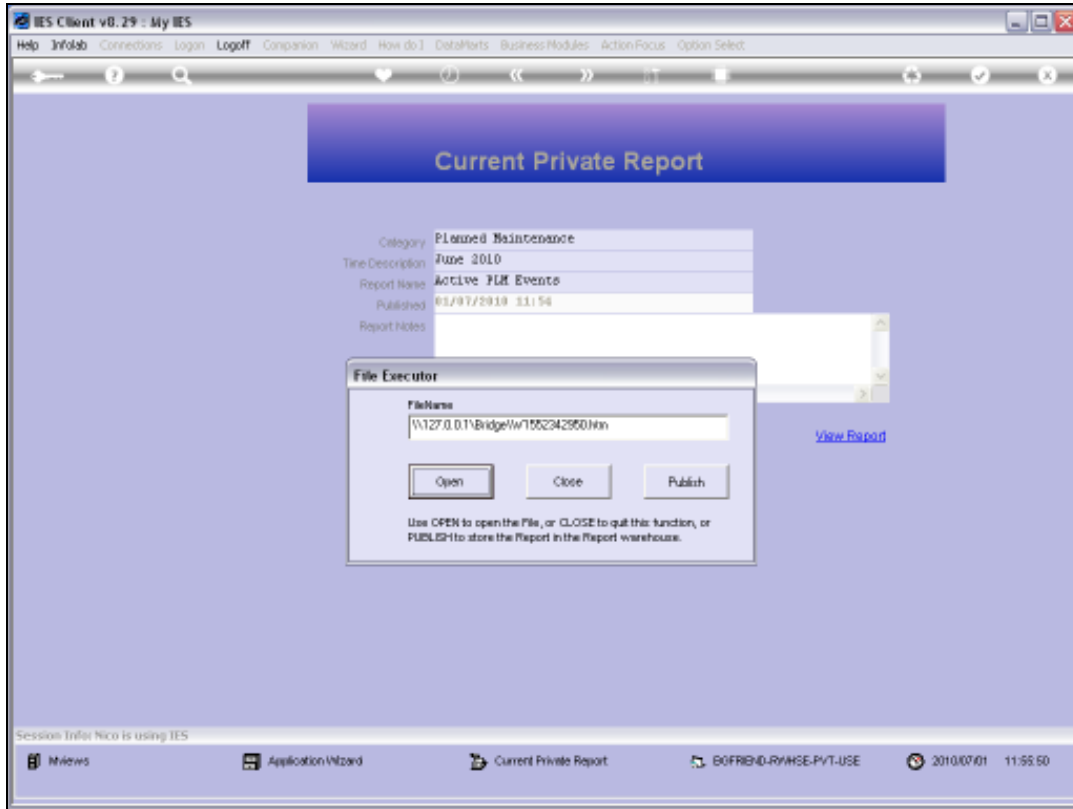 IES Client v8.29 : My IES
Help Infolab Connections Logon Logoff Companion Wizard How do I DataMarts Business Modules Action Focus Option Select
Current Private Report
Category Planned Maintenance
Time Description June 2010
Report Name Active PLM Events
Published 01/07/2010 11:54
Report Notes
File Executor
FileName
\\127.0.0.1\Bridge\IW1552342950.htm
View Report
Open Close Publish
Use OPEN to open the File, or CLOSE to quit this function, or
PUBLISH to store the Report in the Report warehouse.
Session Info: Nico is using IES
Mviews Application Wizard Current Private Report BGFRIEND-RWHSE-PVT-USE 2010/07/01 11:55:50